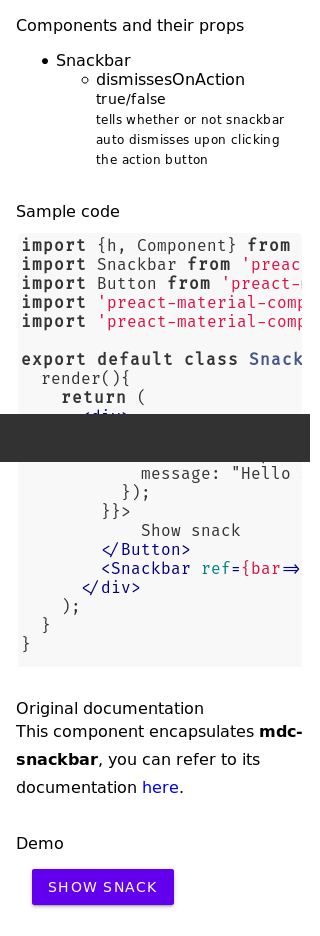 Components and their props
Snackbar
dismissesOnAction
true/false
tells whether or not snackbar
auto dismisses upon clicking
the action button
Sample code
import {h, Component} from
import Snackbar from 'preac
import Button from 'preact-m
import 'preact-material-comp
import 'preact-material-comp
export default class Snack
render(){
return (
<div>
message: "Hello
});
}}>
Show snack
</Button>
<Snackbar ref={bar=>
</div>
);
}
}
Original documentation
This component encapsulates mdc-
snackbar, you can refer to its
documentation here.
Demo
SHOW SNACK